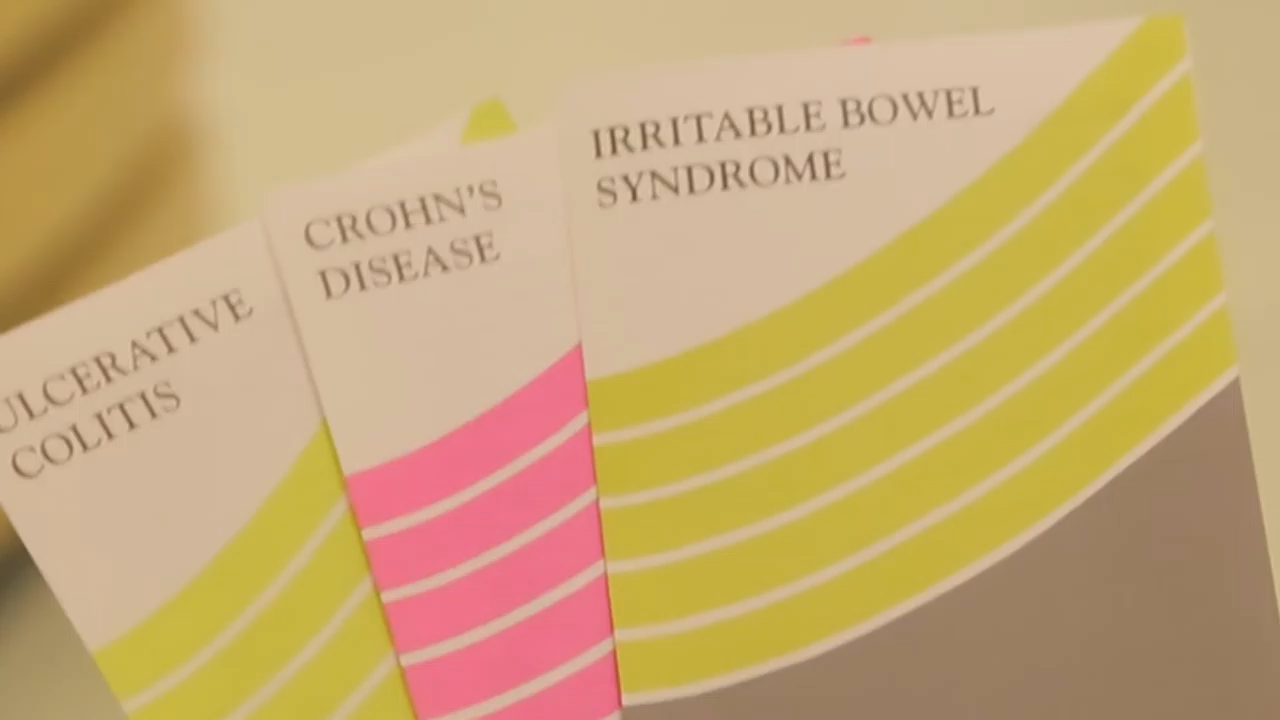 ULCERATIVE
COLITIS
CROHN'S
DISEASE
IRRITABLE BOWEL
SYNDROME